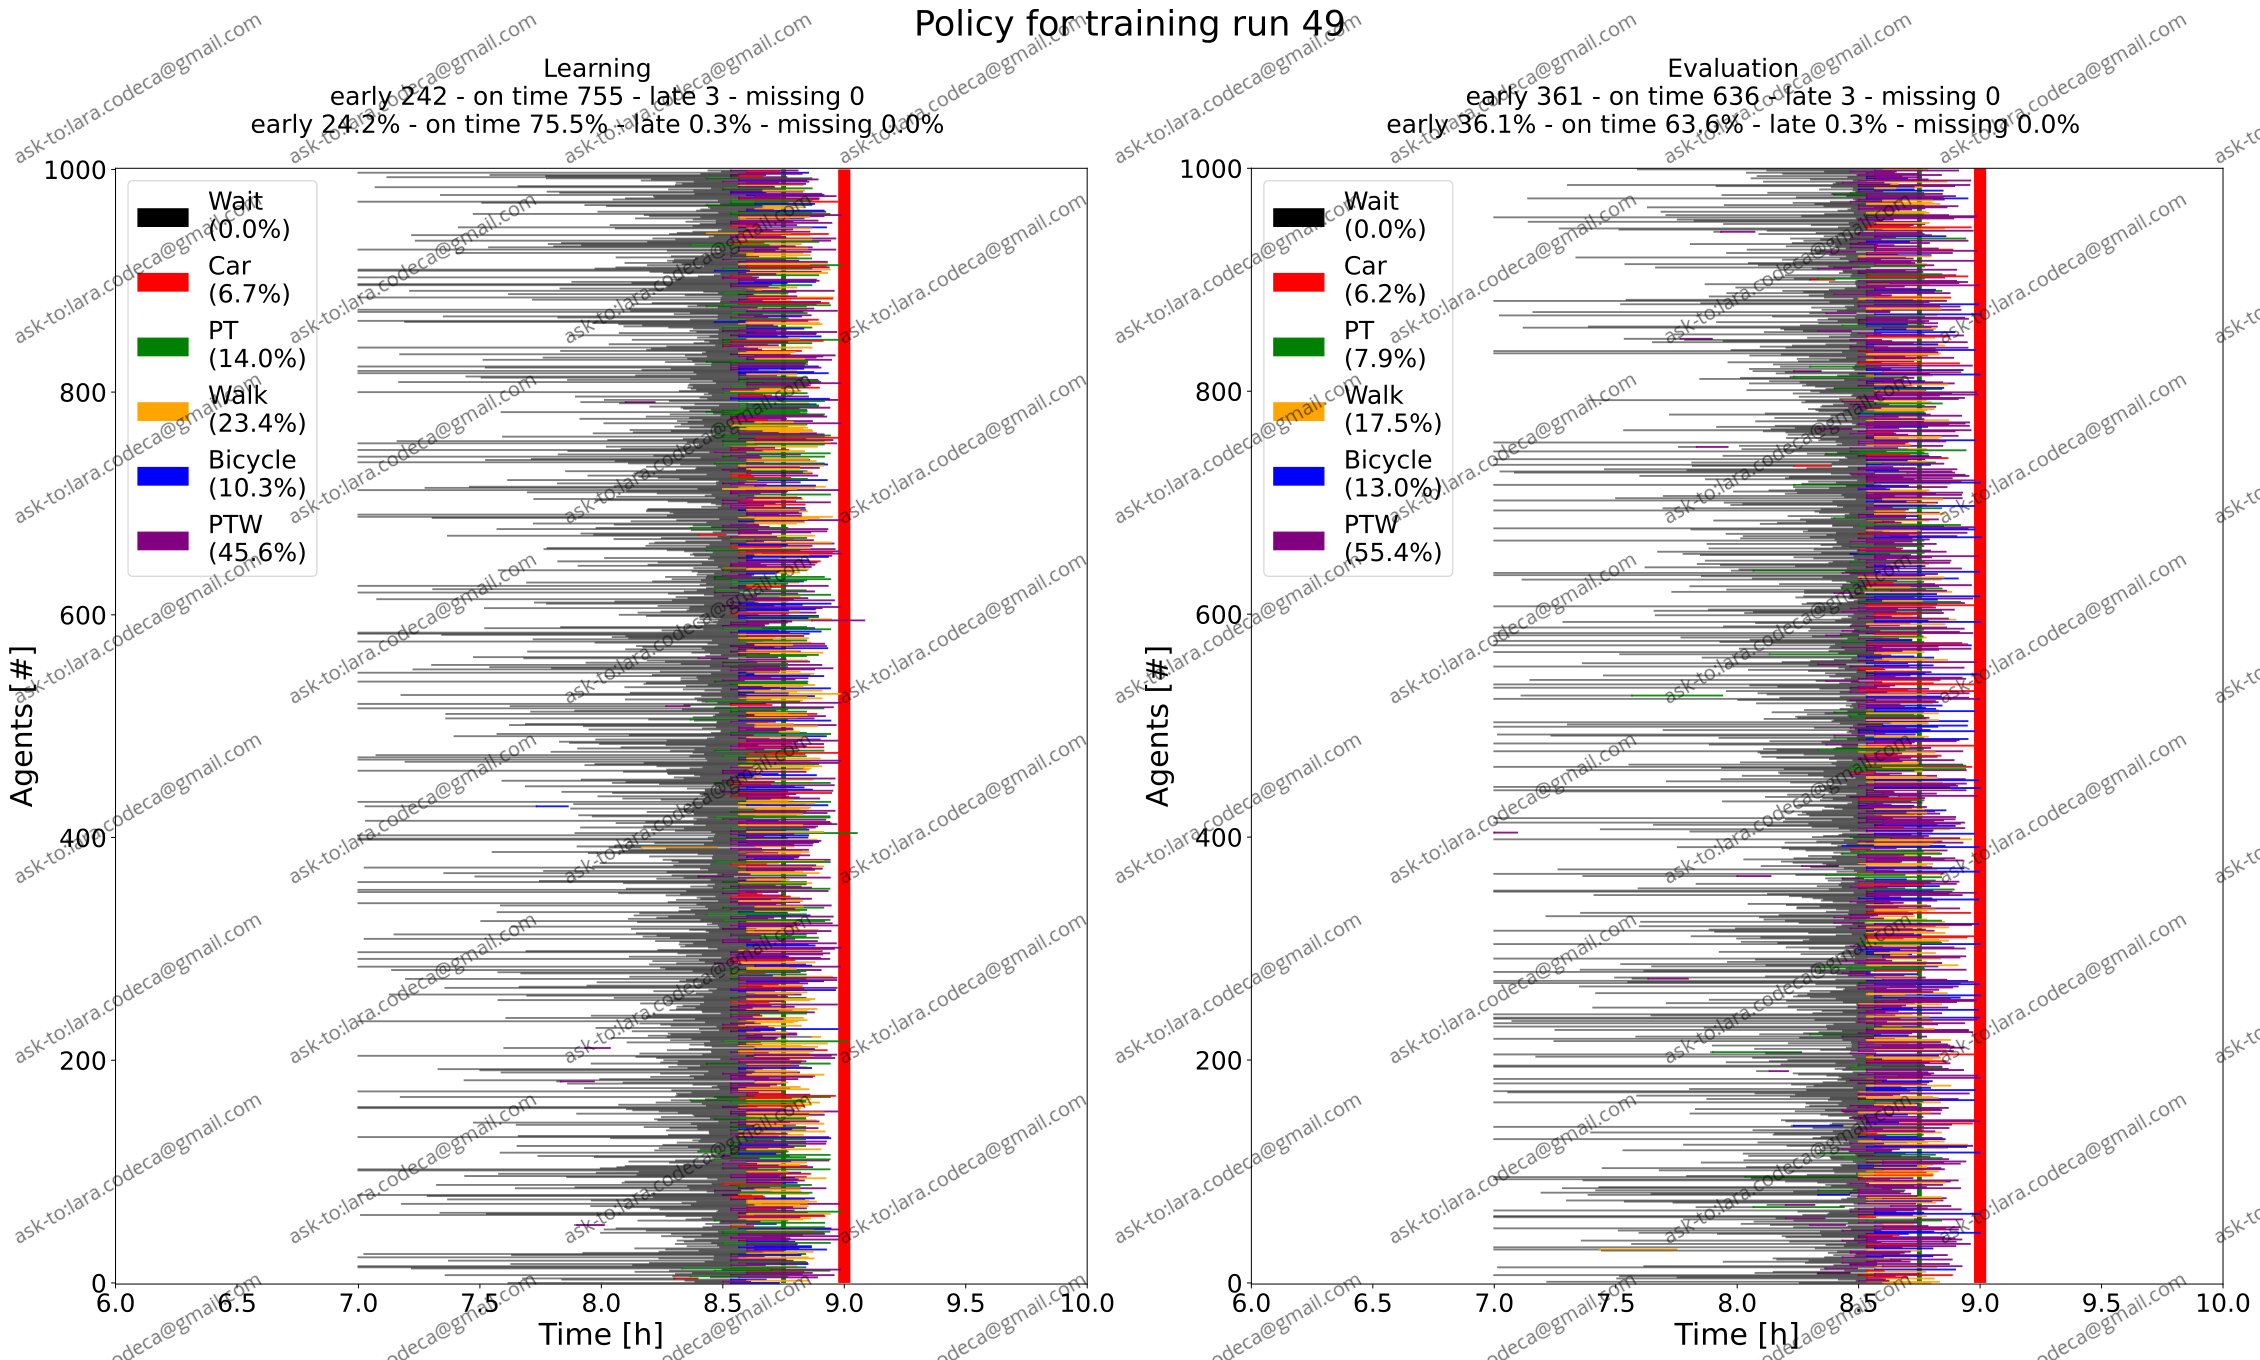 Policy for training run 49
Learning
early 242 - on time 755 - late 3 - missing 0
early 24.2% - on time 75.5% - late 0.3% - missing 0.0%
Wait
(0.0%)
Car
(6.7%)
PT
(14.0%)
Walk
(23.4%)
Bicycle
(10.3%)
PTW
(45.6%)
1000
800
600
400
200
0
Agents [#]
6.0 6.5 7.0 7.5 8.0 8.5 9.0 9.5 10.0
Time [h]
Evaluation
early 361 - on time 636 - late 3 - missing 0
early 36.1% - on time 63.6% - late 0.3% - missing 0.0%
Wait
(0.0%)
Car
(6.2%)
PT
(7.9%)
Walk
(17.5%)
Bicycle
(13.0%)
PTW
(55.4%)
1000
800
600
400
200
0
Agents [#]
6.0 6.5 7.0 7.5 8.0 8.5 9.0 9.5 10.0
Time [h]
ask-to:lara.codeca@gmail.com